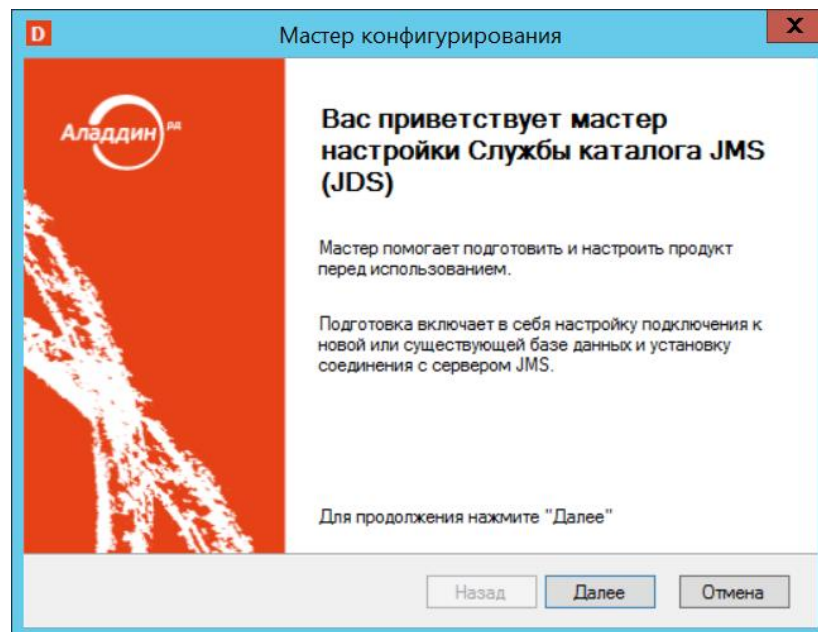 D
Мастер конфигурирования
X
Аладдин РД
Вас приветствует мастер
настройки Службы каталога JMS
(JDS)
Мастер помогает подготовить и настроить продукт
перед использованием.
Подготовка включает в себя настройку подключения к
новой или существующей базе данных и установку
соединения с сервером JMS.
Для продолжения нажмите "Далее"
Назад
Далее
Отмена